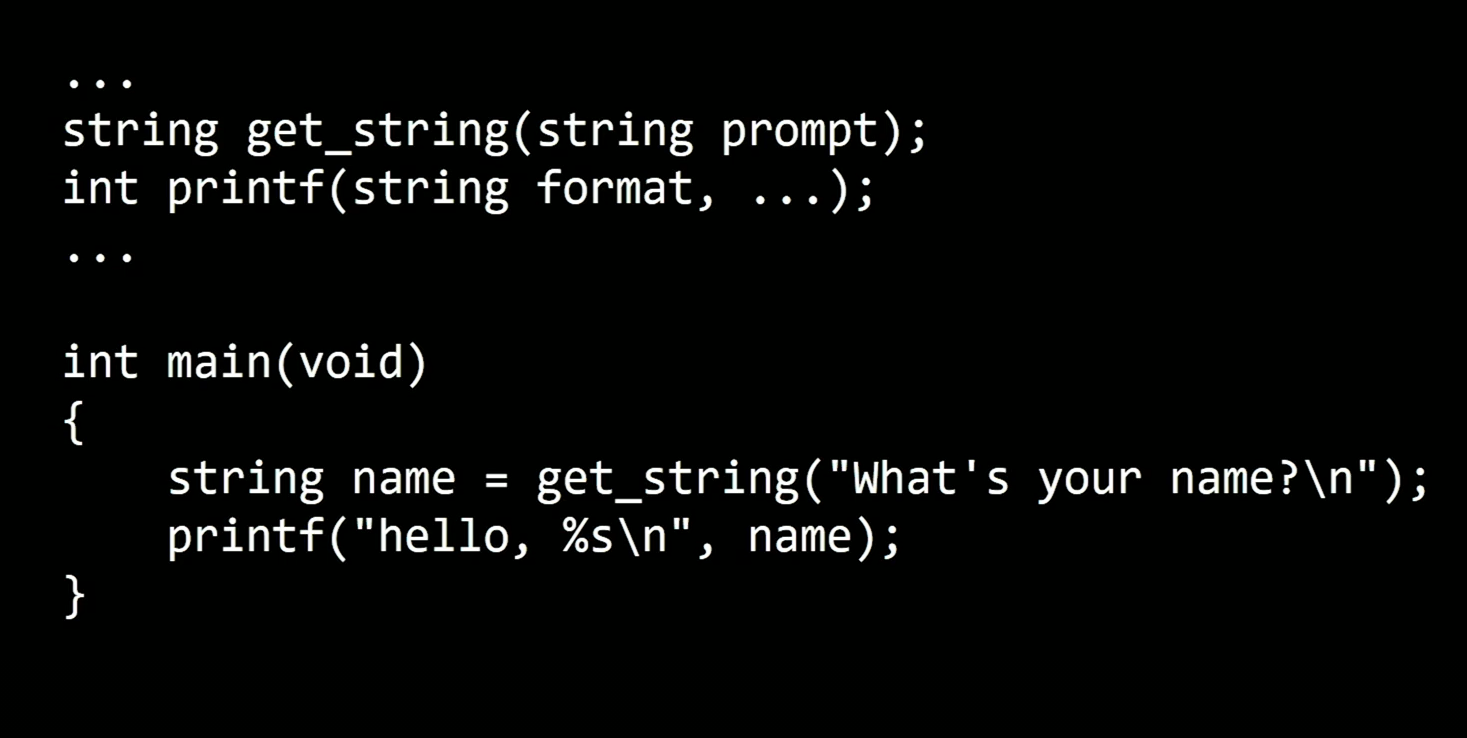 ...
string get_string(string prompt);
int printf(string format, ...);
...
int main(void)
{
    string name = get_string("What's your name?\n");
    printf("hello, %s\n", name);
}